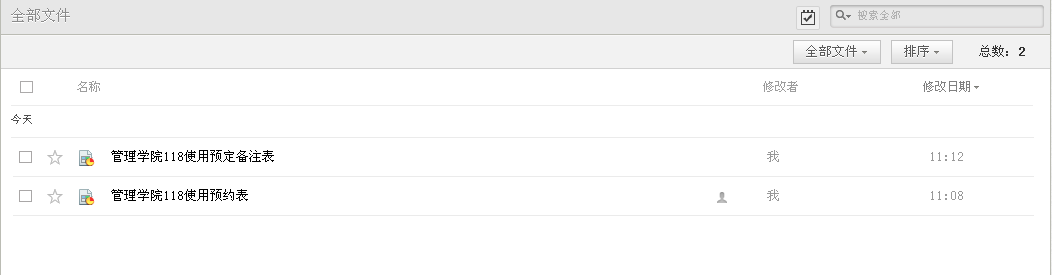 全部文件
搜索全部
全部文件 排序 总数：2
名称 修改者 修改日期
今天
管理学院118使用预定备注表 我 11:12
管理学院118使用预约表 我 11:08